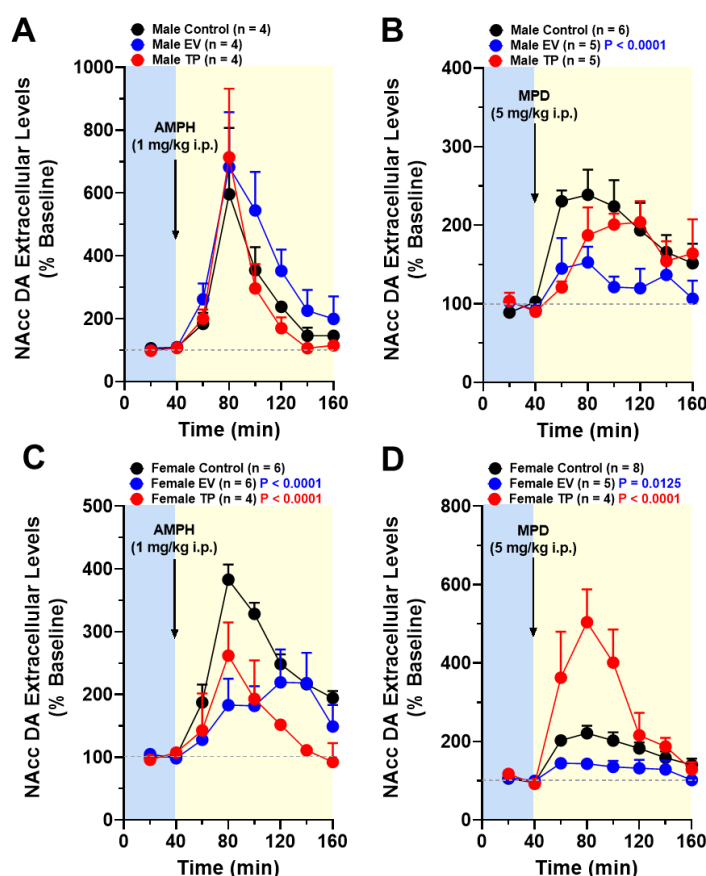 A
Male Control (n = 4)
Male EV (n = 4)
Male TP (n = 4)
NAcc DA Extracellular Levels
(% Baseline)
1000
800
600
400
200
0
AMPH
(1 mg/kg i.p.)
0 40 80 120 160
Time (min)
B
Male Control (n = 6)
Male EV (n = 5) P < 0.0001
Male TP (n = 5)
NAcc DA Extracellular Levels
(% Baseline)
400
300
200
100
0
MPD
(5 mg/kg i.p.)
0 40 80 120 160
Time (min)
C
Female Control (n = 6)
Female EV (n = 6) P < 0.0001
Female TP (n = 4) P < 0.0001
NAcc DA Extracellular Levels
(% Baseline)
500
400
300
200
100
0
AMPH
(1 mg/kg i.p.)
0 40 80 120 160
Time (min)
D
Female Control (n = 8)
Female EV (n = 5) P = 0.0125
Female TP (n = 4) P < 0.0001
NAcc DA Extracellular Levels
(% Baseline)
800
600
400
200
0
MPD
(5 mg/kg i.p.)
0 40 80 120 160
Time (min)